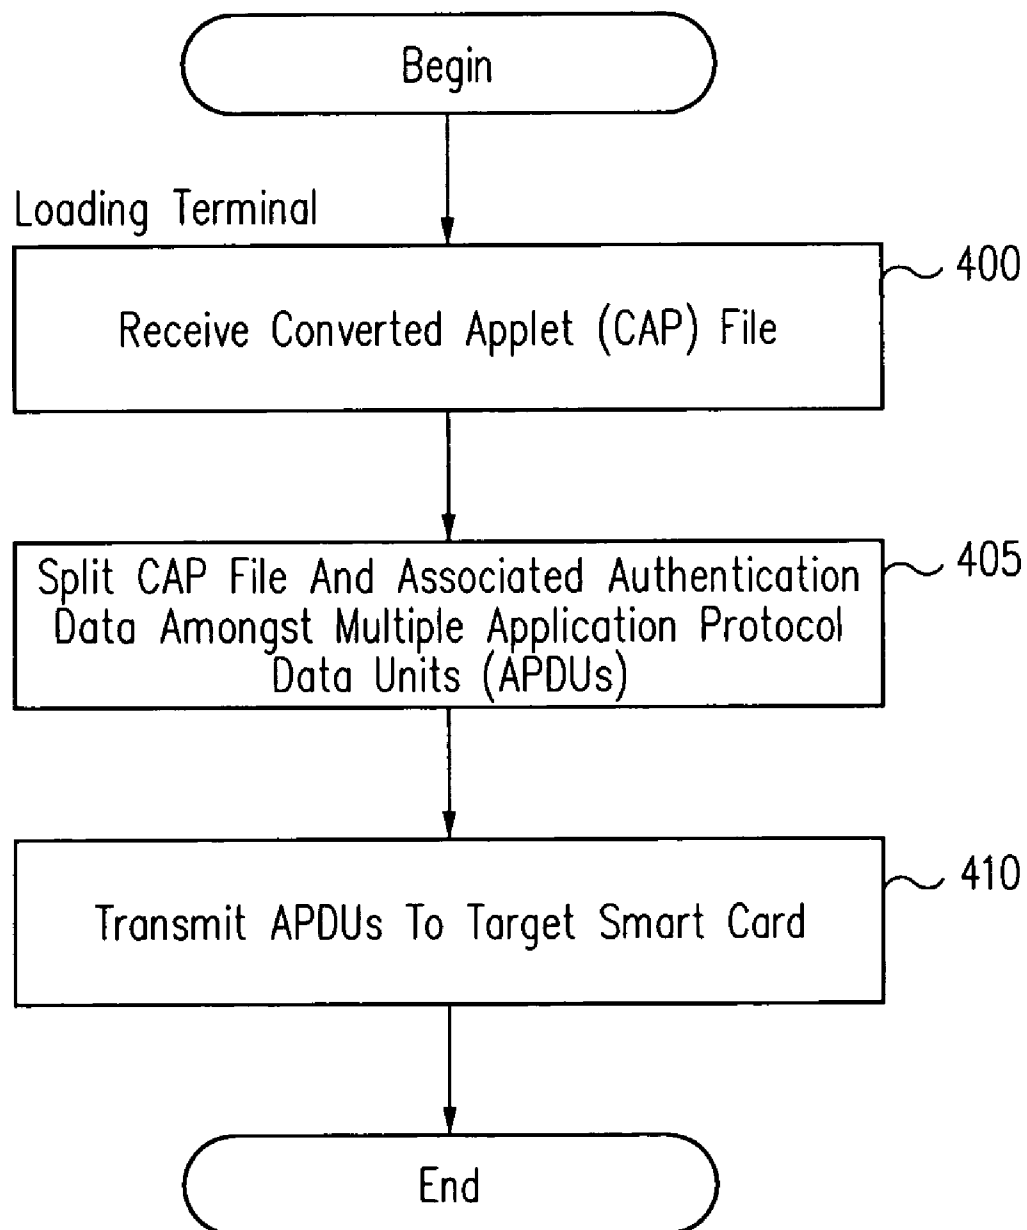 Begin
Loading Terminal
400
Receive Converted Applet (CAP) File
405
Split CAP File And Associated Authentication
Data Amongst Multiple Application Protocol
Data Units (APDUs)
410
Transmit APDUs To Target Smart Card
End